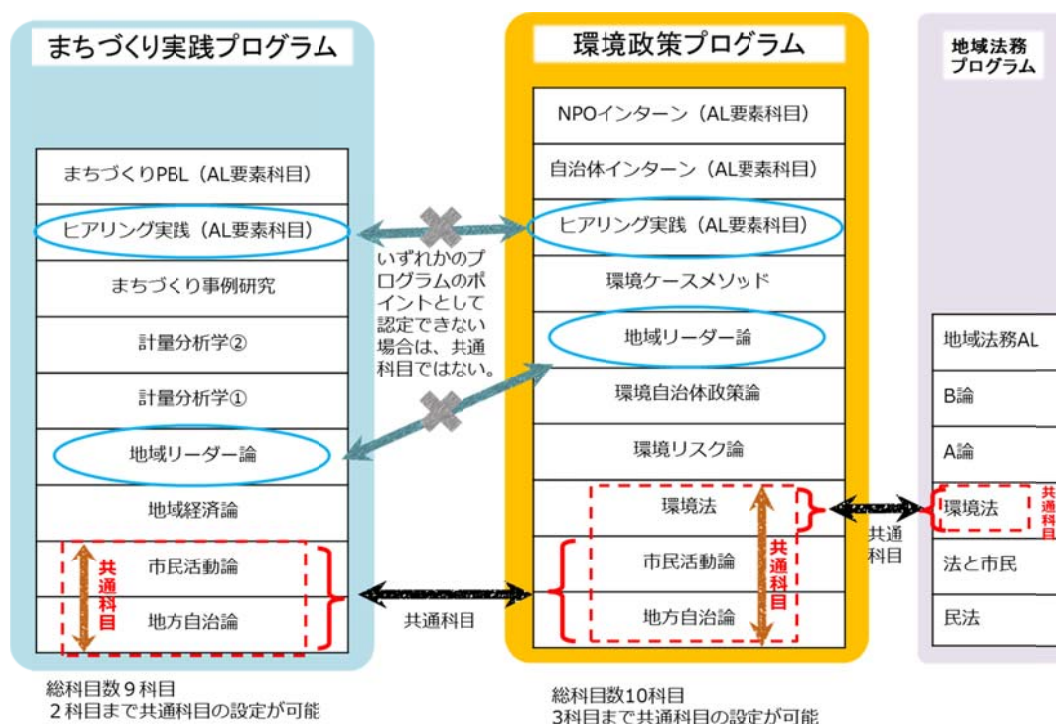 まちづくり実践プログラム
まちづくりPBL（AL要素科目）
ヒアリング実践（AL要素科目）
まちづくり事例研究
計量分析学②
計量分析学①
地域リーダー論
地域経済論
市民活動論
地方自治論
共通科目
総科目数９科目
２科目まで共通科目の設定が可能
いずれかのプ
ログラムのポ
イントとして
認定できない
場合は、共通
科目ではない。
共通科目
環境政策プログラム
NPOインターン（AL要素科目）
自治体インターン（AL要素科目）
ヒアリング実践（AL要素科目）
環境ケースメソッド
地域リーダー論
環境自治体政策論
環境リスク論
環境法
市民活動論
地方自治論
共通科目
総科目数10科目
3科目まで共通科目の設定が可能
共通
科目
地域法務
プログラム
地域法務AL
B論
A論
環境法
共通科目
法と市民
民法